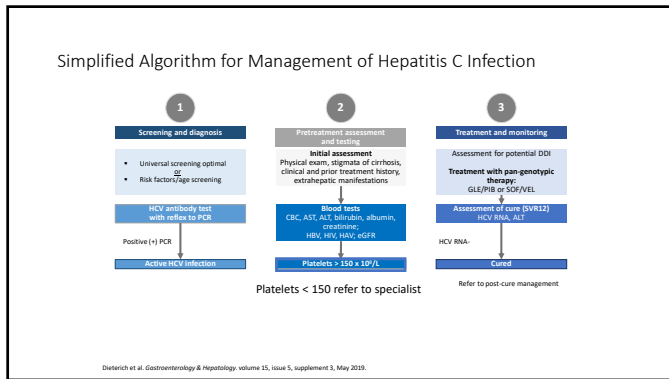 Simplified Algorithm for Management of Hepatitis C Infection
1
Screening and diagnosis
▪ Universal screening optimal
or
▪ Risk factors/age screening
HCV antibody test
with reflex to PCR
Positive (+) PCR
Active HCV infection
2
Pretreatment assessment
and testing
Initial assessment
Physical exam, stigmata of cirrhosis,
clinical and prior treatment history,
extrahepatic manifestations
Blood tests
CBC, AST, ALT, bilirubin, albumin,
creatinine;
HBV, HIV, HAV; eGFR
Platelets > 150 x 10⁹/L
Platelets < 150 refer to specialist
3
Treatment and monitoring
Assessment for potential DDI
Treatment with pan-genotypic
therapy:
GLE/PIB or SOF/VEL
Assessment of cure (SVR12)
HCV RNA, ALT
HCV RNA-
Cured
Refer to post-cure management
Dieterich et al. Gastroenterology & Hepatology. volume 15, issue 5, supplement 3, May 2019.